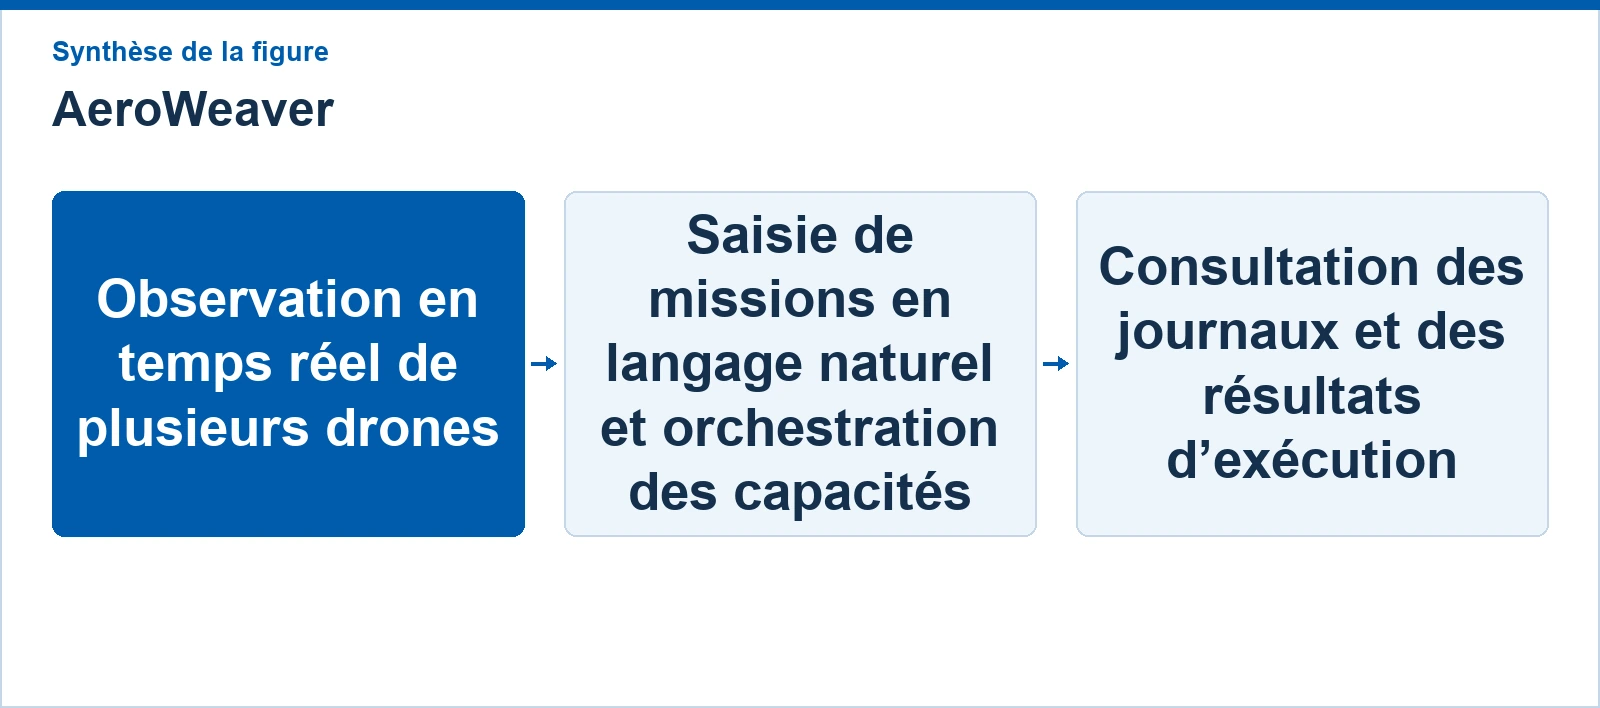 Synthèse de la figure
AeroWeaver
Observation en
temps réel de
plusieurs drones
Saisie de
missions en
langage naturel
et orchestration
des capacités
Consultation des
journaux et des
résultats
d’exécution